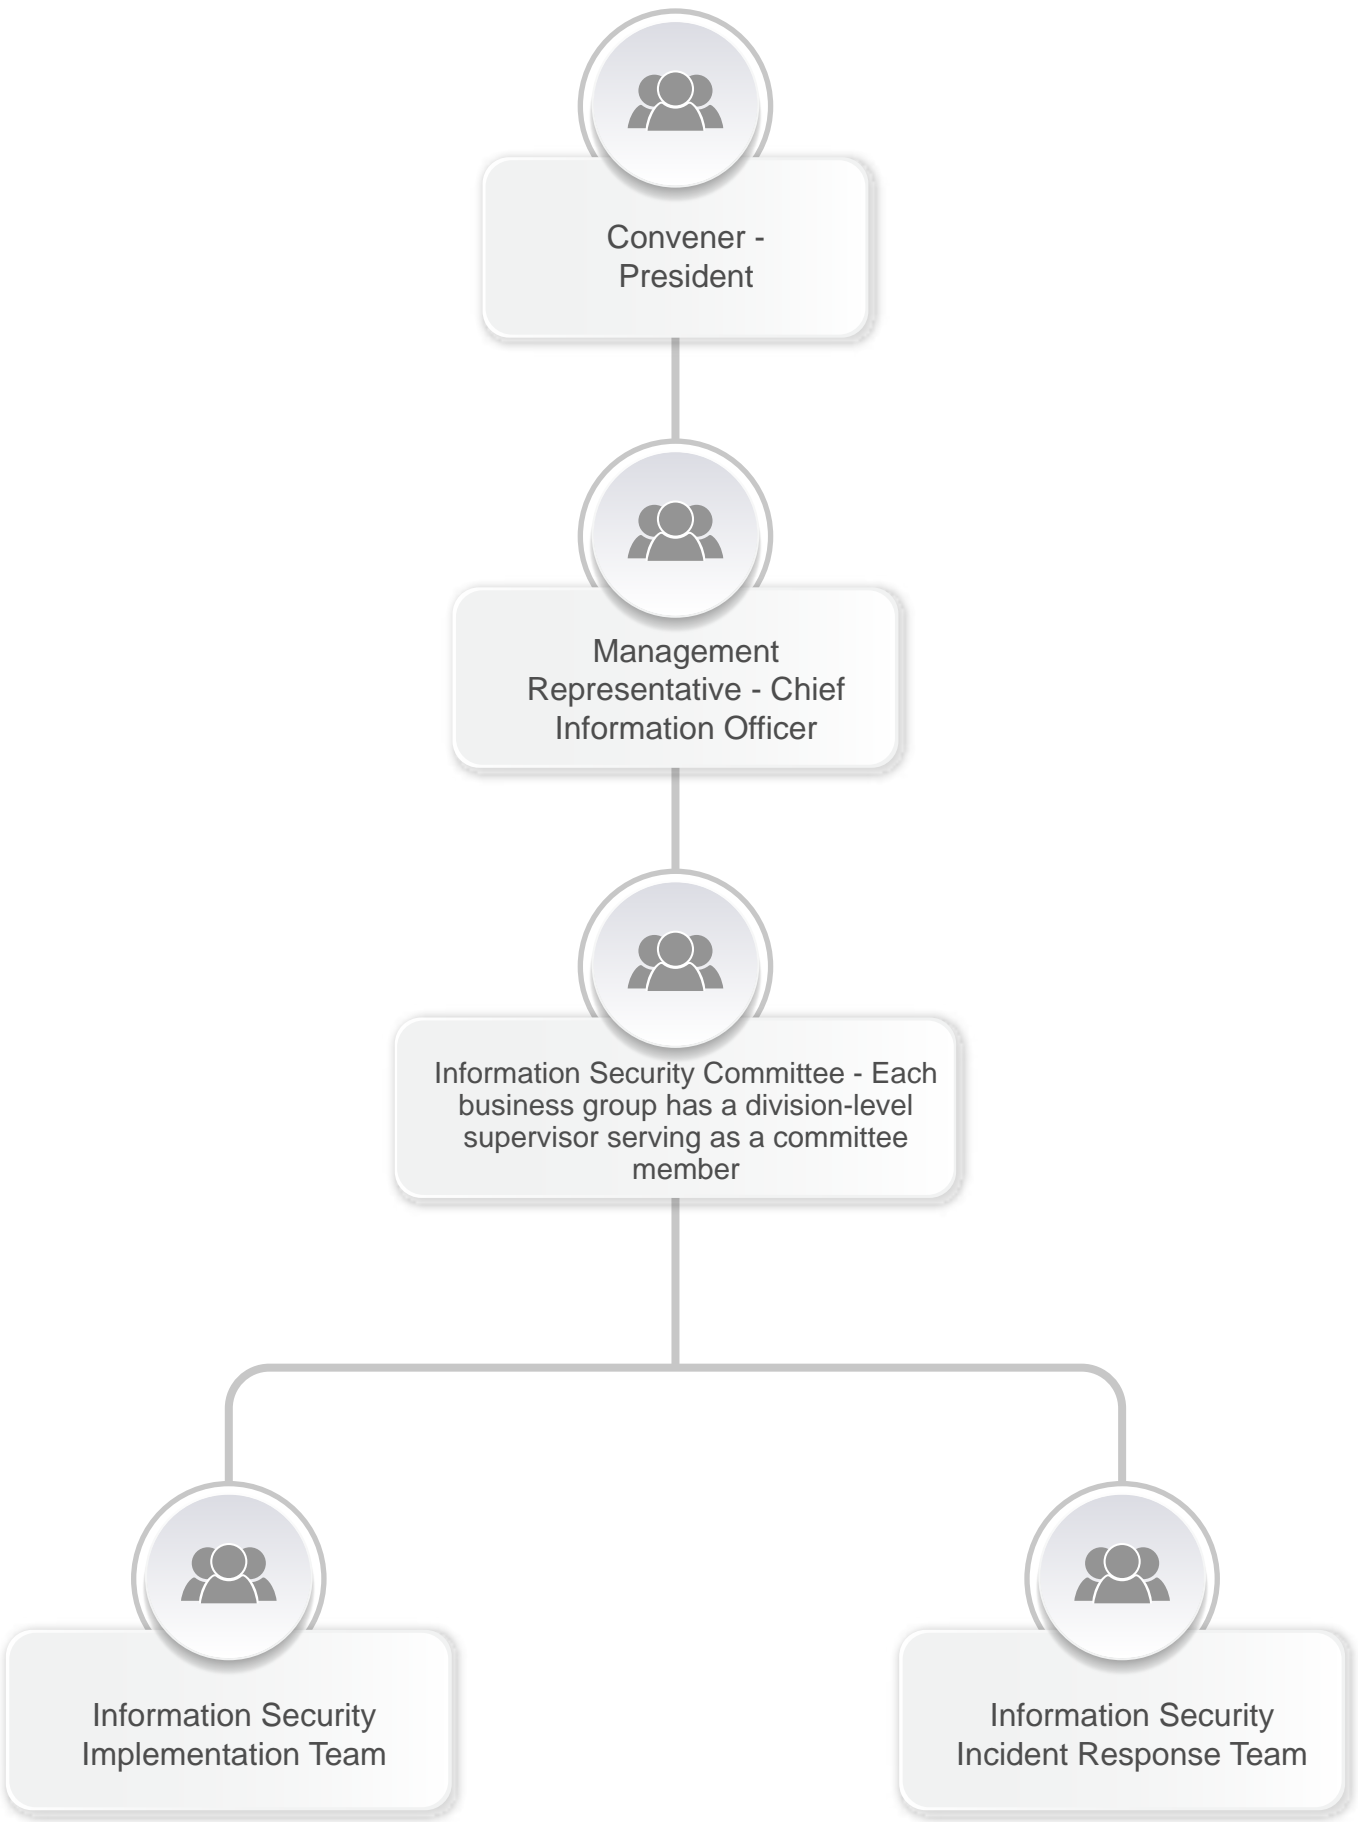 Convener -
President
Management
Representative - Chief
Information Officer
Information Security Committee - Each
business group has a division-level
supervisor serving as a committee
member
Information Security
Implementation Team
Information Security
Incident Response Team